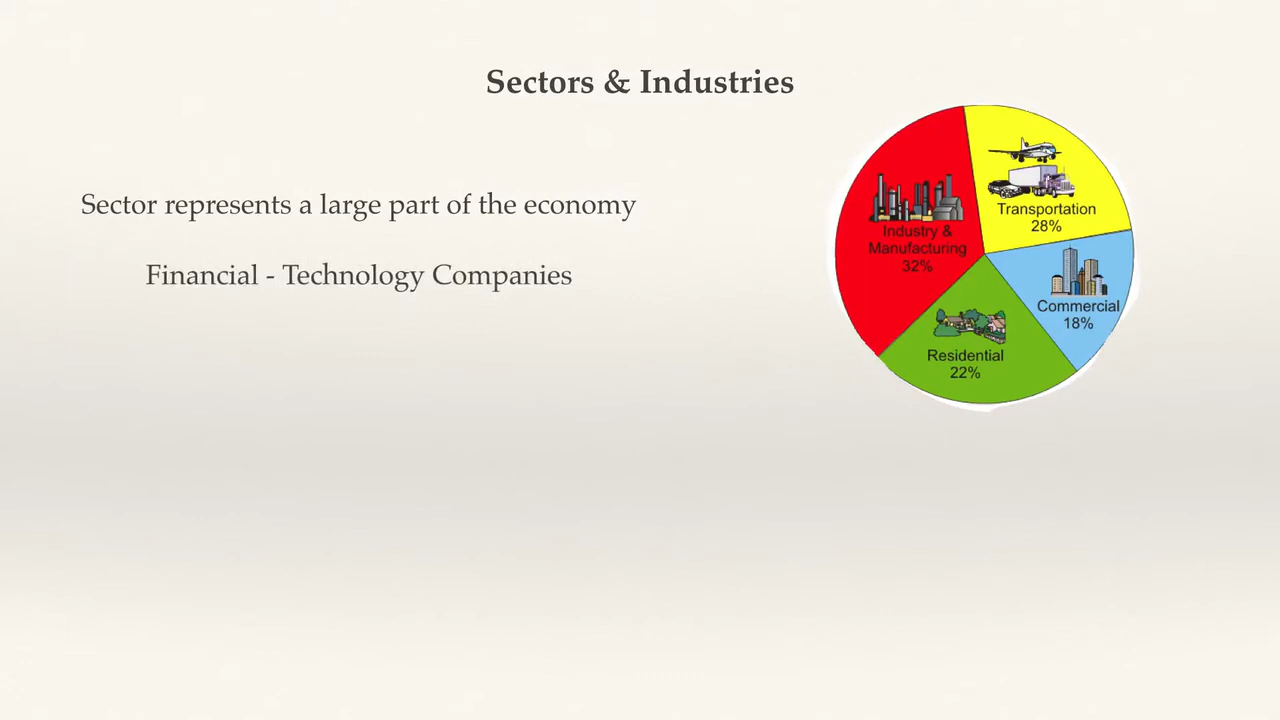 Sectors & Industries
Sector represents a large part of the economy
Financial - Technology Companies
Industry &
Manufacturing
32%
Transportation
28%
Commercial
18%
Residential
22%